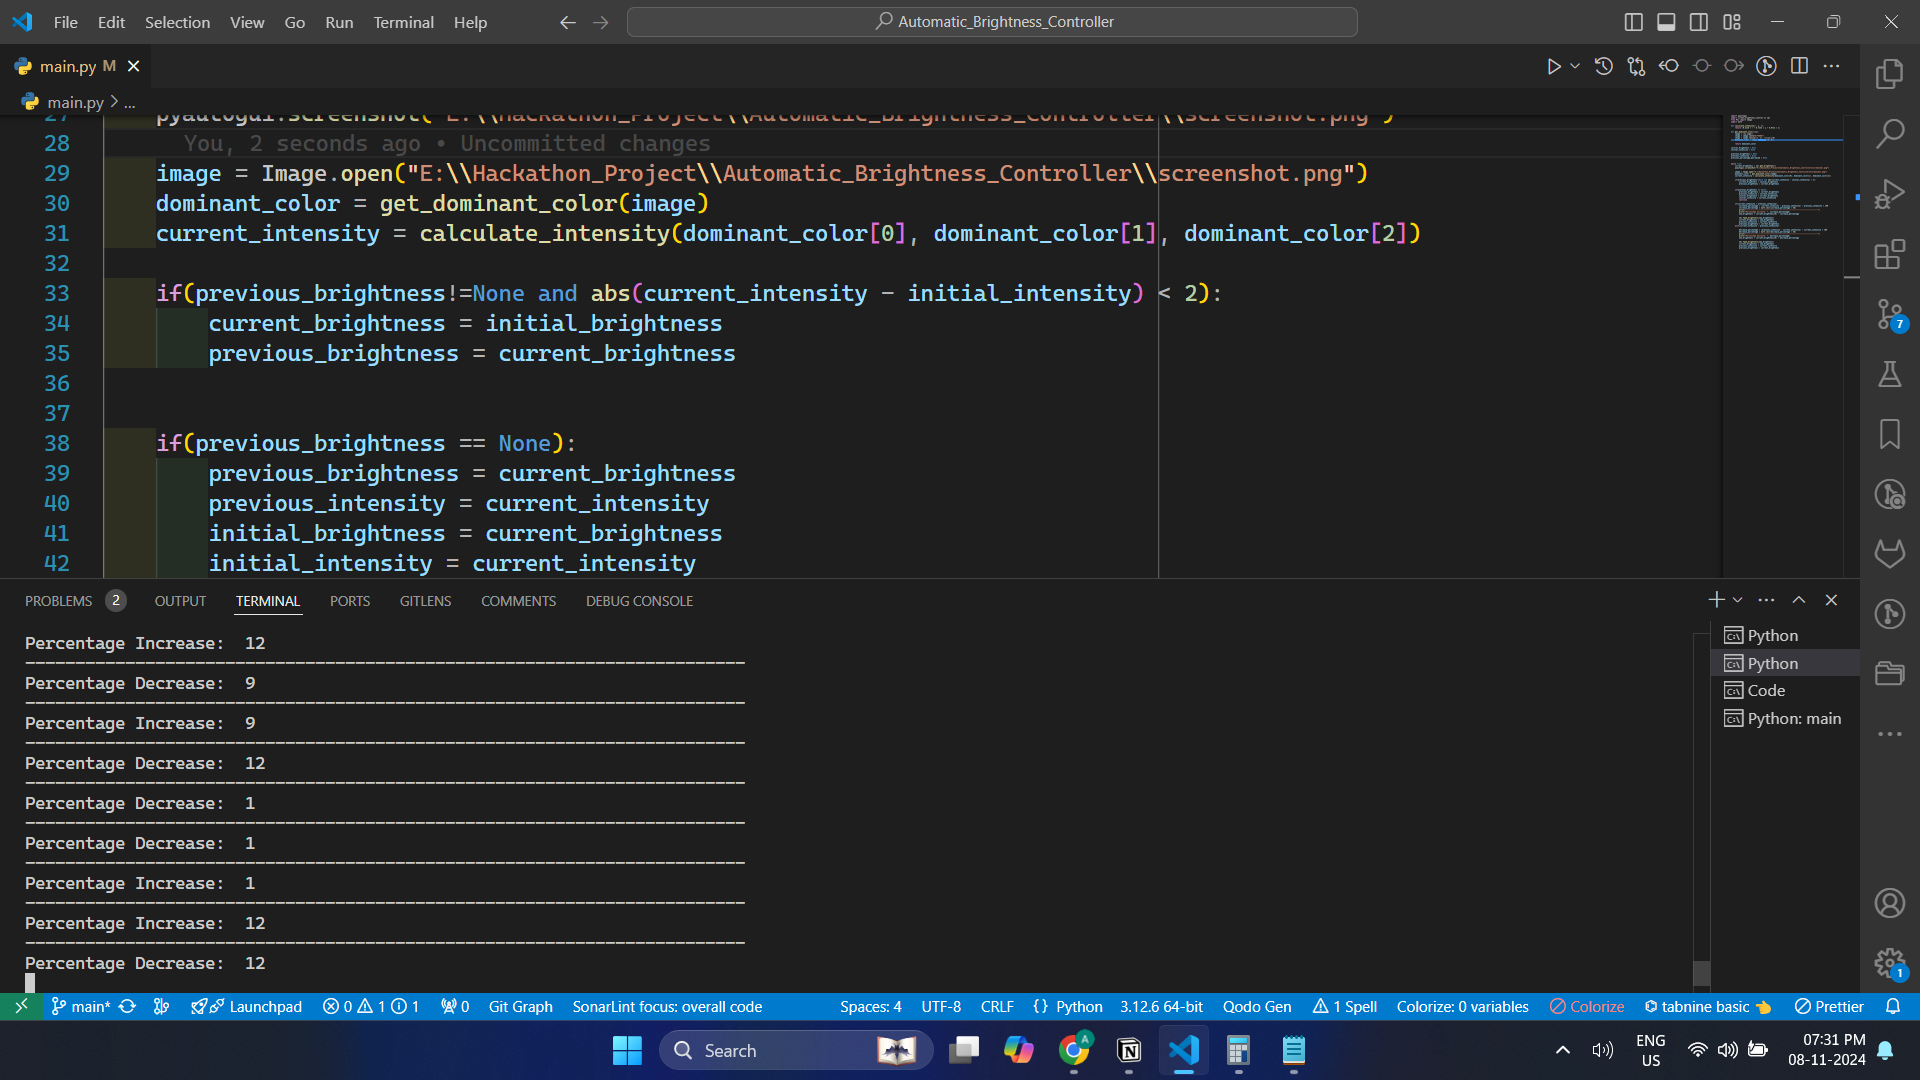 File Edit Selection View Go Run Terminal Help
Automatic_Brightness_Controller
main.py M
main.py > ...
27 pyautogui.screenshot("E:\\Hackathon_Project\\Automatic_Brightness_Controller\\screenshot.png")
28 You, 2 seconds ago • Uncommitted changes
29 image = Image.open("E:\\Hackathon_Project\\Automatic_Brightness_Controller\\screenshot.png")
30 dominant_color = get_dominant_color(image)
31 current_intensity = calculate_intensity(dominant_color[0], dominant_color[1], dominant_color[2])
32
33 if(previous_brightness!=None and abs(current_intensity - initial_intensity) < 2):
34 current_brightness = initial_brightness
35 previous_brightness = current_brightness
36
37
38 if(previous_brightness == None):
39 previous_brightness = current_brightness
40 previous_intensity = current_intensity
41 initial_brightness = current_brightness
42 initial_intensity = current_intensity
7
PROBLEMS 2 OUTPUT TERMINAL PORTS GITLENS COMMENTS DEBUG CONSOLE
Percentage Increase: 12
------------------------------------------------------------------------
Percentage Decrease: 9
------------------------------------------------------------------------
Percentage Increase: 9
------------------------------------------------------------------------
Percentage Decrease: 12
------------------------------------------------------------------------
Percentage Decrease: 1
------------------------------------------------------------------------
Percentage Decrease: 1
------------------------------------------------------------------------
Percentage Increase: 1
------------------------------------------------------------------------
Percentage Increase: 12
------------------------------------------------------------------------
Percentage Decrease: 12
Python
Python
Code
Python: main
1
main* Launchpad 0 1 1 0 Git Graph SonarLint focus: overall code Spaces: 4 UTF-8 CRLF {} Python 3.12.6 64-bit Qodo Gen 1 Spell Colorize: 0 variables Colorize tabnine basic Prettier
Search
A
ENG
US
07:31 PM
08-11-2024